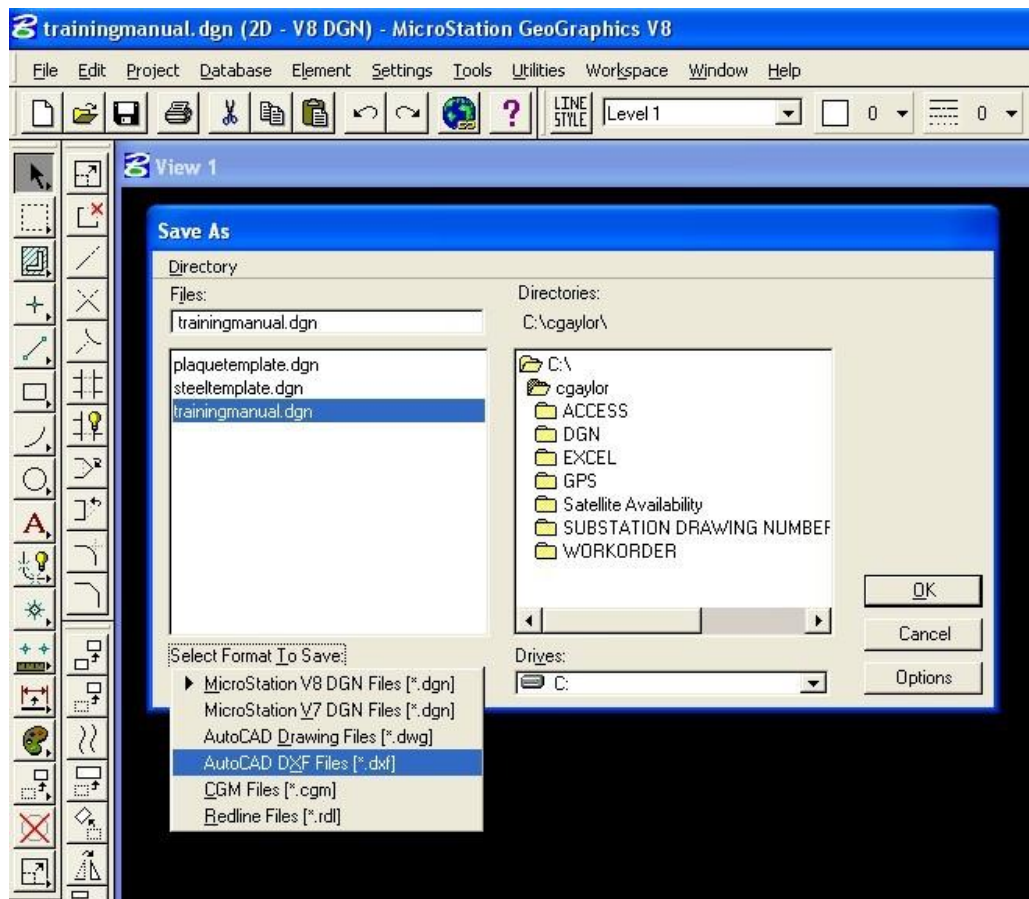 trainingmanual.dgn (2D - V8 DGN) - MicroStation GeoGraphics V8
File Edit Project Database Element Settings Tools Utilities Workspace Window Help
LINE STYLE Level 1 0 0
View 1
Save As
Directory
Files:
trainingmanual.dgn
plaquetemplate.dgn
steeltemplate.dgn
trainingmanual.dgn
Directories:
C:\cgaylor\
C:\
cgaylor
ACCESS
DGN
EXCEL
GPS
Satellite Availability
SUBSTATION DRAWING NUMBER
WORKORDER
OK
Cancel
Options
Select Format To Save:
MicroStation V8 DGN Files [*.dgn]
MicroStation V7 DGN Files [*.dgn]
AutoCAD Drawing Files [*.dwg]
AutoCAD DXF Files [*.dxf]
CGM Files [*.cgm]
Redline Files [*.rdl]
Drives:
C: